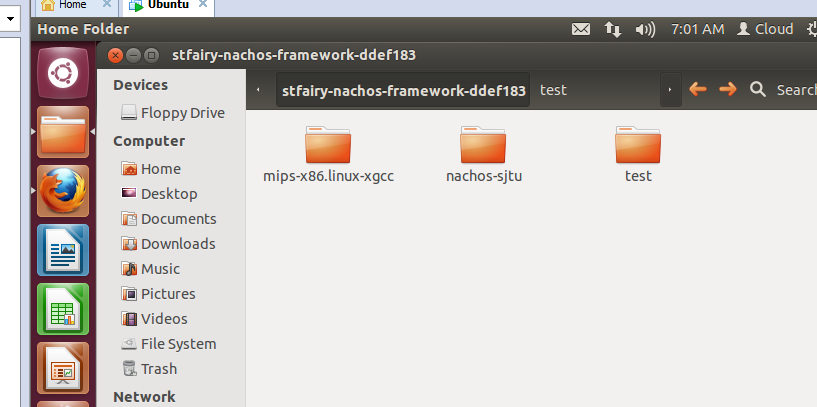 Home
Ubuntu
Home Folder
7:01 AM
Cloud
stfairy-nachos-framework-ddef183
Devices
Floppy Drive
Computer
Home
Desktop
Documents
Downloads
Music
Pictures
Videos
File System
Trash
Network
stfairy-nachos-framework-ddef183
test
Search
mips-x86.linux-xgcc
nachos-sjtu
test